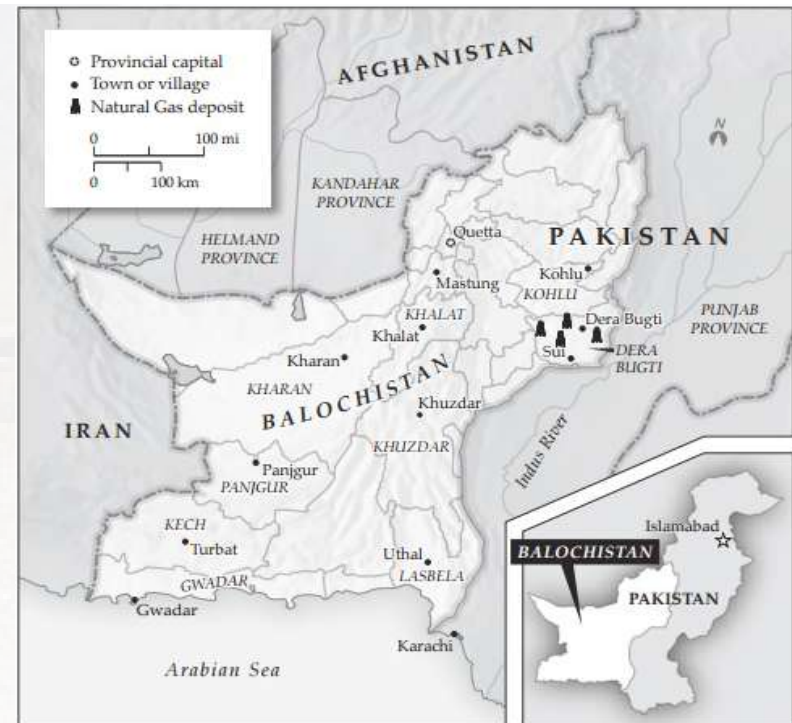 Provincial capital
Town or village
Natural Gas deposit
0 100 mi
0 100 km
AFGHANISTAN
N
KANDAHAR
PROVINCE
HELMAND
PROVINCE
Quetta
PAKISTAN
Mastung
Kohlu
KOHLU
PUNJAB
PROVINCE
KHALAT
Khalat
Dera Bugti
Sui
DERA
BUGTI
Kharan
KHARAN
BALOCHISTAN
Khuzdar
KHUZDAR
IRAN
Indus River
Panjgur
PANJGUR
KECH
Turbat
Uthal
LASBELA
GWADAR
Gwadar
Karachi
Arabian Sea
Islamabad
BALOCHISTAN
PAKISTAN